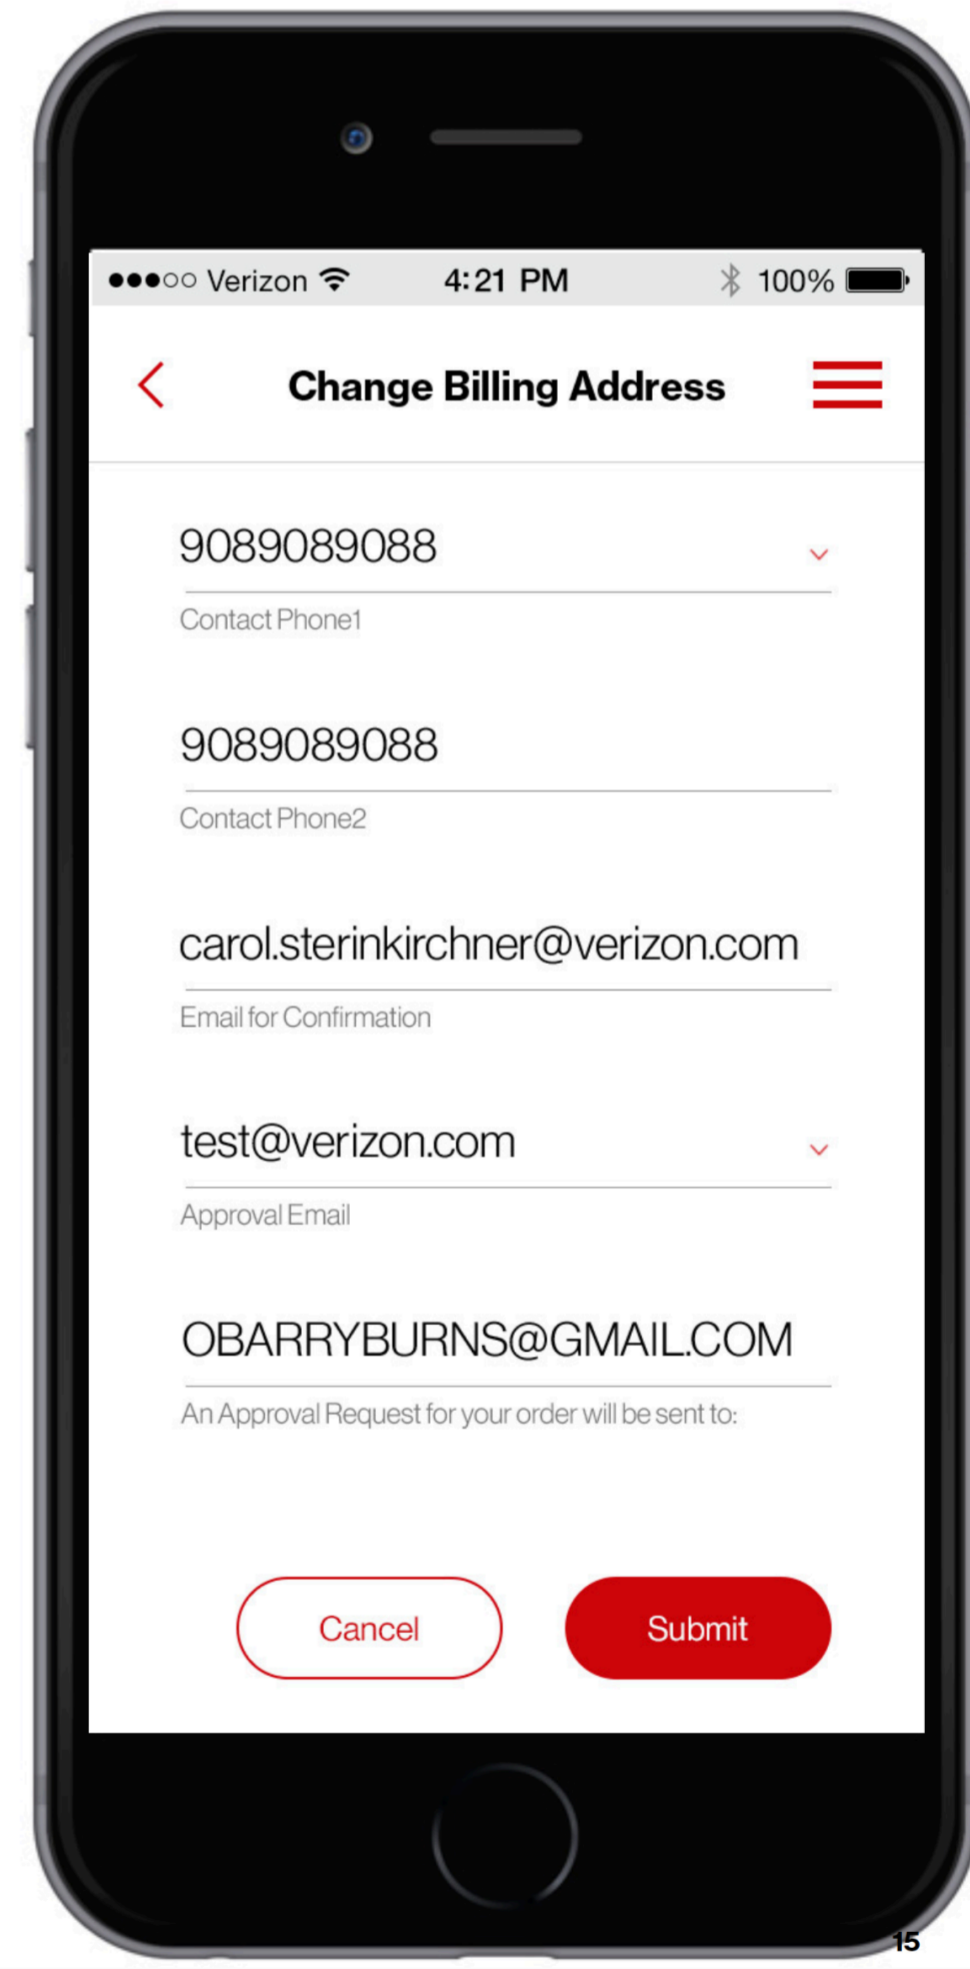 Verizon 4:21 PM 100%
Change Billing Address
9089089088
Contact Phone1
9089089088
Contact Phone2
carol.sterinkirchner@verizon.com
Email for Confirmation
test@verizon.com
Approval Email
OBARRYBURNS@GMAIL.COM
An Approval Request for your order will be sent to:
Cancel Submit
15